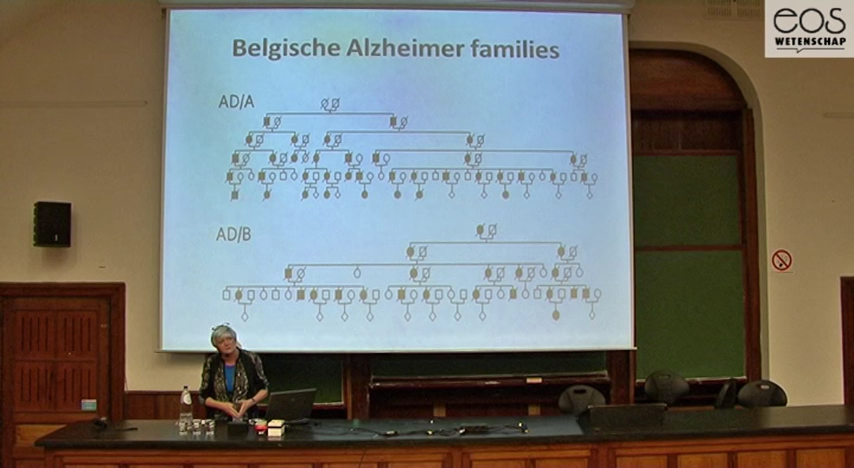 eos
WETENSCHAP
Belgische Alzheimer families
AD/A
AD/B